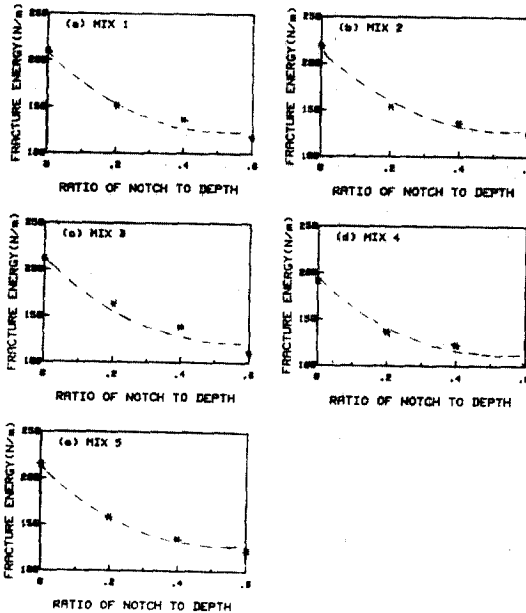 (a) MIX 1
FRACTURE ENERGY(N/m)
250
200
150
100
0 .2 .4 .6
RATIO OF NOTCH TO DEPTH
(b) MIX 2
FRACTURE ENERGY(N/m)
250
200
150
100
0 .2 .4
RATIO OF NOTCH TO DEPTH
MIX 3
FRACTURE ENERGY(N/m)
250
200
150
100
0 .2 .4 .6
RATIO OF NOTCH TO DEPTH
(d) MIX 4
FRACTURE ENERGY(N/m)
250
200
150
100
0 .2 .4
RATIO OF NOTCH TO DEPTH
MIX 5
FRACTURE ENERGY(N/m)
250
200
150
100
0 .2 .4 .6
RATIO OF NOTCH TO DEPTH